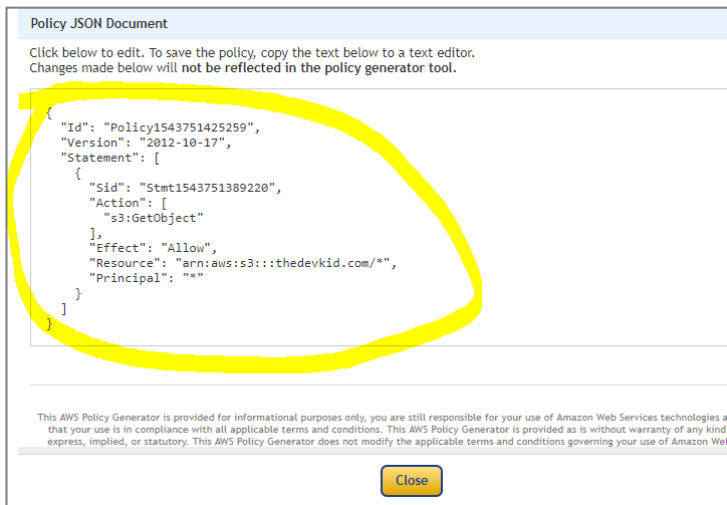 Policy JSON Document
Click below to edit. To save the policy, copy the text below to a text editor.
Changes made below will not be reflected in the policy generator tool.
{
  "Id": "Policy1543751425259",
  "Version": "2012-10-17",
  "Statement": [
    {
      "Sid": "Stmt1543751389220",
      "Action": [
        "s3:GetObject"
      ],
      "Effect": "Allow",
      "Resource": "arn:aws:s3:::thedevkid.com/*",
      "Principal": "*"
    }
  ]
}
This AWS Policy Generator is provided for informational purposes only, you are still responsible for your use of Amazon Web Services technologies a
that your use is in compliance with all applicable terms and conditions. This AWS Policy Generator is provided as is without warranty of any kind
express, implied, or statutory. This AWS Policy Generator does not modify the applicable terms and conditions governing your use of Amazon Wel
Close